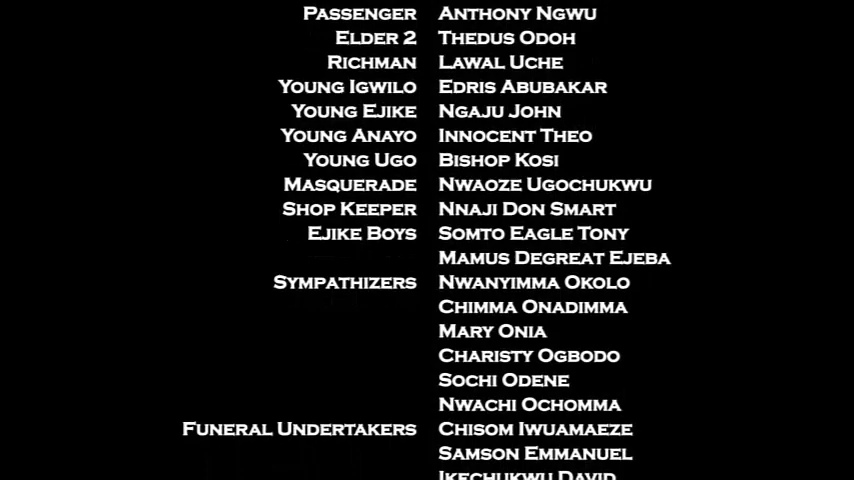 Passenger Anthony Ngwu
Elder 2 Thedus Odoh
Richman Lawal Uche
Young Igwilo Edris Abubakar
Young Ejike Ngaju John
Young Anayo Innocent Theo
Young Ugo Bishop Kosi
Masquerade Nwaoze Ugochukwu
Shop Keeper Nnaji Don Smart
Ejike Boys Somto Eagle Tony
Mamus Degreat Ejeba
Sympathizers Nwanyimma Okolo
Chimma Onadimma
Mary Onia
Charisty Ogbodo
Sochi Odene
Nwachi Ochomma
Funeral Undertakers Chisom Iwuamaeze
Samson Emmanuel
Ikechukwu David